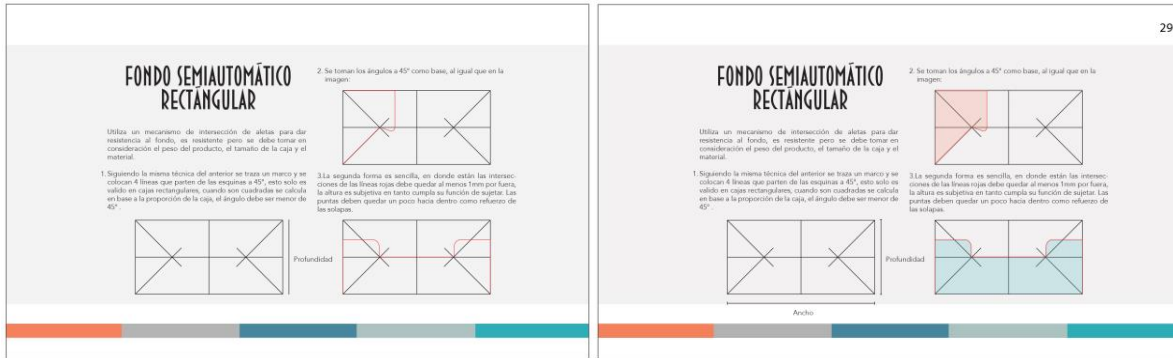 FONDO SEMIAUTOMÁTICO
RECTÁNGULAR
Utiliza un mecanismo de intersección de aletas para dar
resistencia al fondo, es resistente pero se debe tomar en
consideración el peso del producto, el tamaño de la caja y el
material.
1. Siguiendo la misma técnica del anterior se traza un marco y se
colocan 4 líneas que parten de las esquinas a 45°, esto solo es
valido en cajas rectangulares, cuando son cuadradas se calcula
en base a la proporción de la caja, el ángulo debe ser menor de
45° .
Profundidad
2. Se toman los ángulos a 45° como base, al igual que en la
imagen:
3.La segunda forma es sencilla, en donde están las intersec-
ciones de las líneas rojas debe quedar al menos 1mm por fuera,
la altura es subjetiva en tanto cumpla su función de sujetar. Las
puntas deben quedar un poco hacia dentro como refuerzo de
las solapas.
29
FONDO SEMIAUTOMÁTICO
RECTÁNGULAR
Utiliza un mecanismo de intersección de aletas para dar
resistencia al fondo, es resistente pero se debe tomar en
consideración el peso del producto, el tamaño de la caja y el
material.
1. Siguiendo la misma técnica del anterior se traza un marco y se
colocan 4 líneas que parten de las esquinas a 45°, esto solo es
valido en cajas rectangulares, cuando son cuadradas se calcula
en base a la proporción de la caja, el ángulo debe ser menor de
45° .
Profundidad
Ancho
2. Se toman los ángulos a 45° como base, al igual que en la
imagen:
3.La segunda forma es sencilla, en donde están las intersec-
ciones de las líneas rojas debe quedar al menos 1mm por fuera,
la altura es subjetiva en tanto cumpla su función de sujetar. Las
puntas deben quedar un poco hacia dentro como refuerzo de
las solapas.